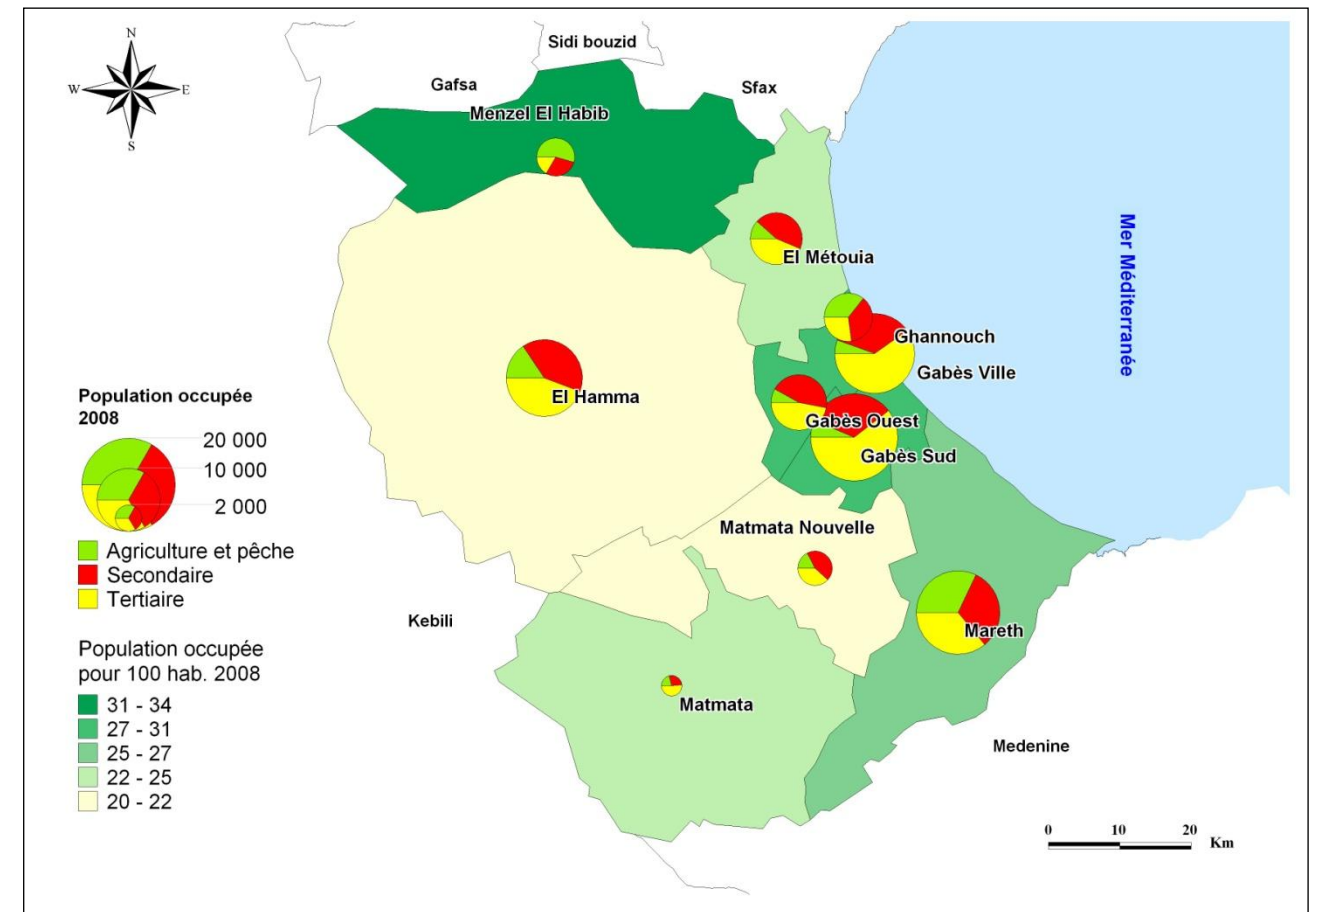 N
W
E
S
Sidi bouzid
Gafsa
Sfax
Menzel El Habib
Mer Méditerranée
El Métouia
Ghannouch
Gabès Ville
El Hamma
Gabès Ouest
Gabès Sud
Matmata Nouvelle
Kebili
Mareth
Matmata
Medenine
Population occupée
2008
20 000
10 000
2 000
Agriculture et pêche
Secondaire
Tertiaire
Population occupée
pour 100 hab. 2008
31 - 34
27 - 31
25 - 27
22 - 25
20 - 22
0 10 20
Km